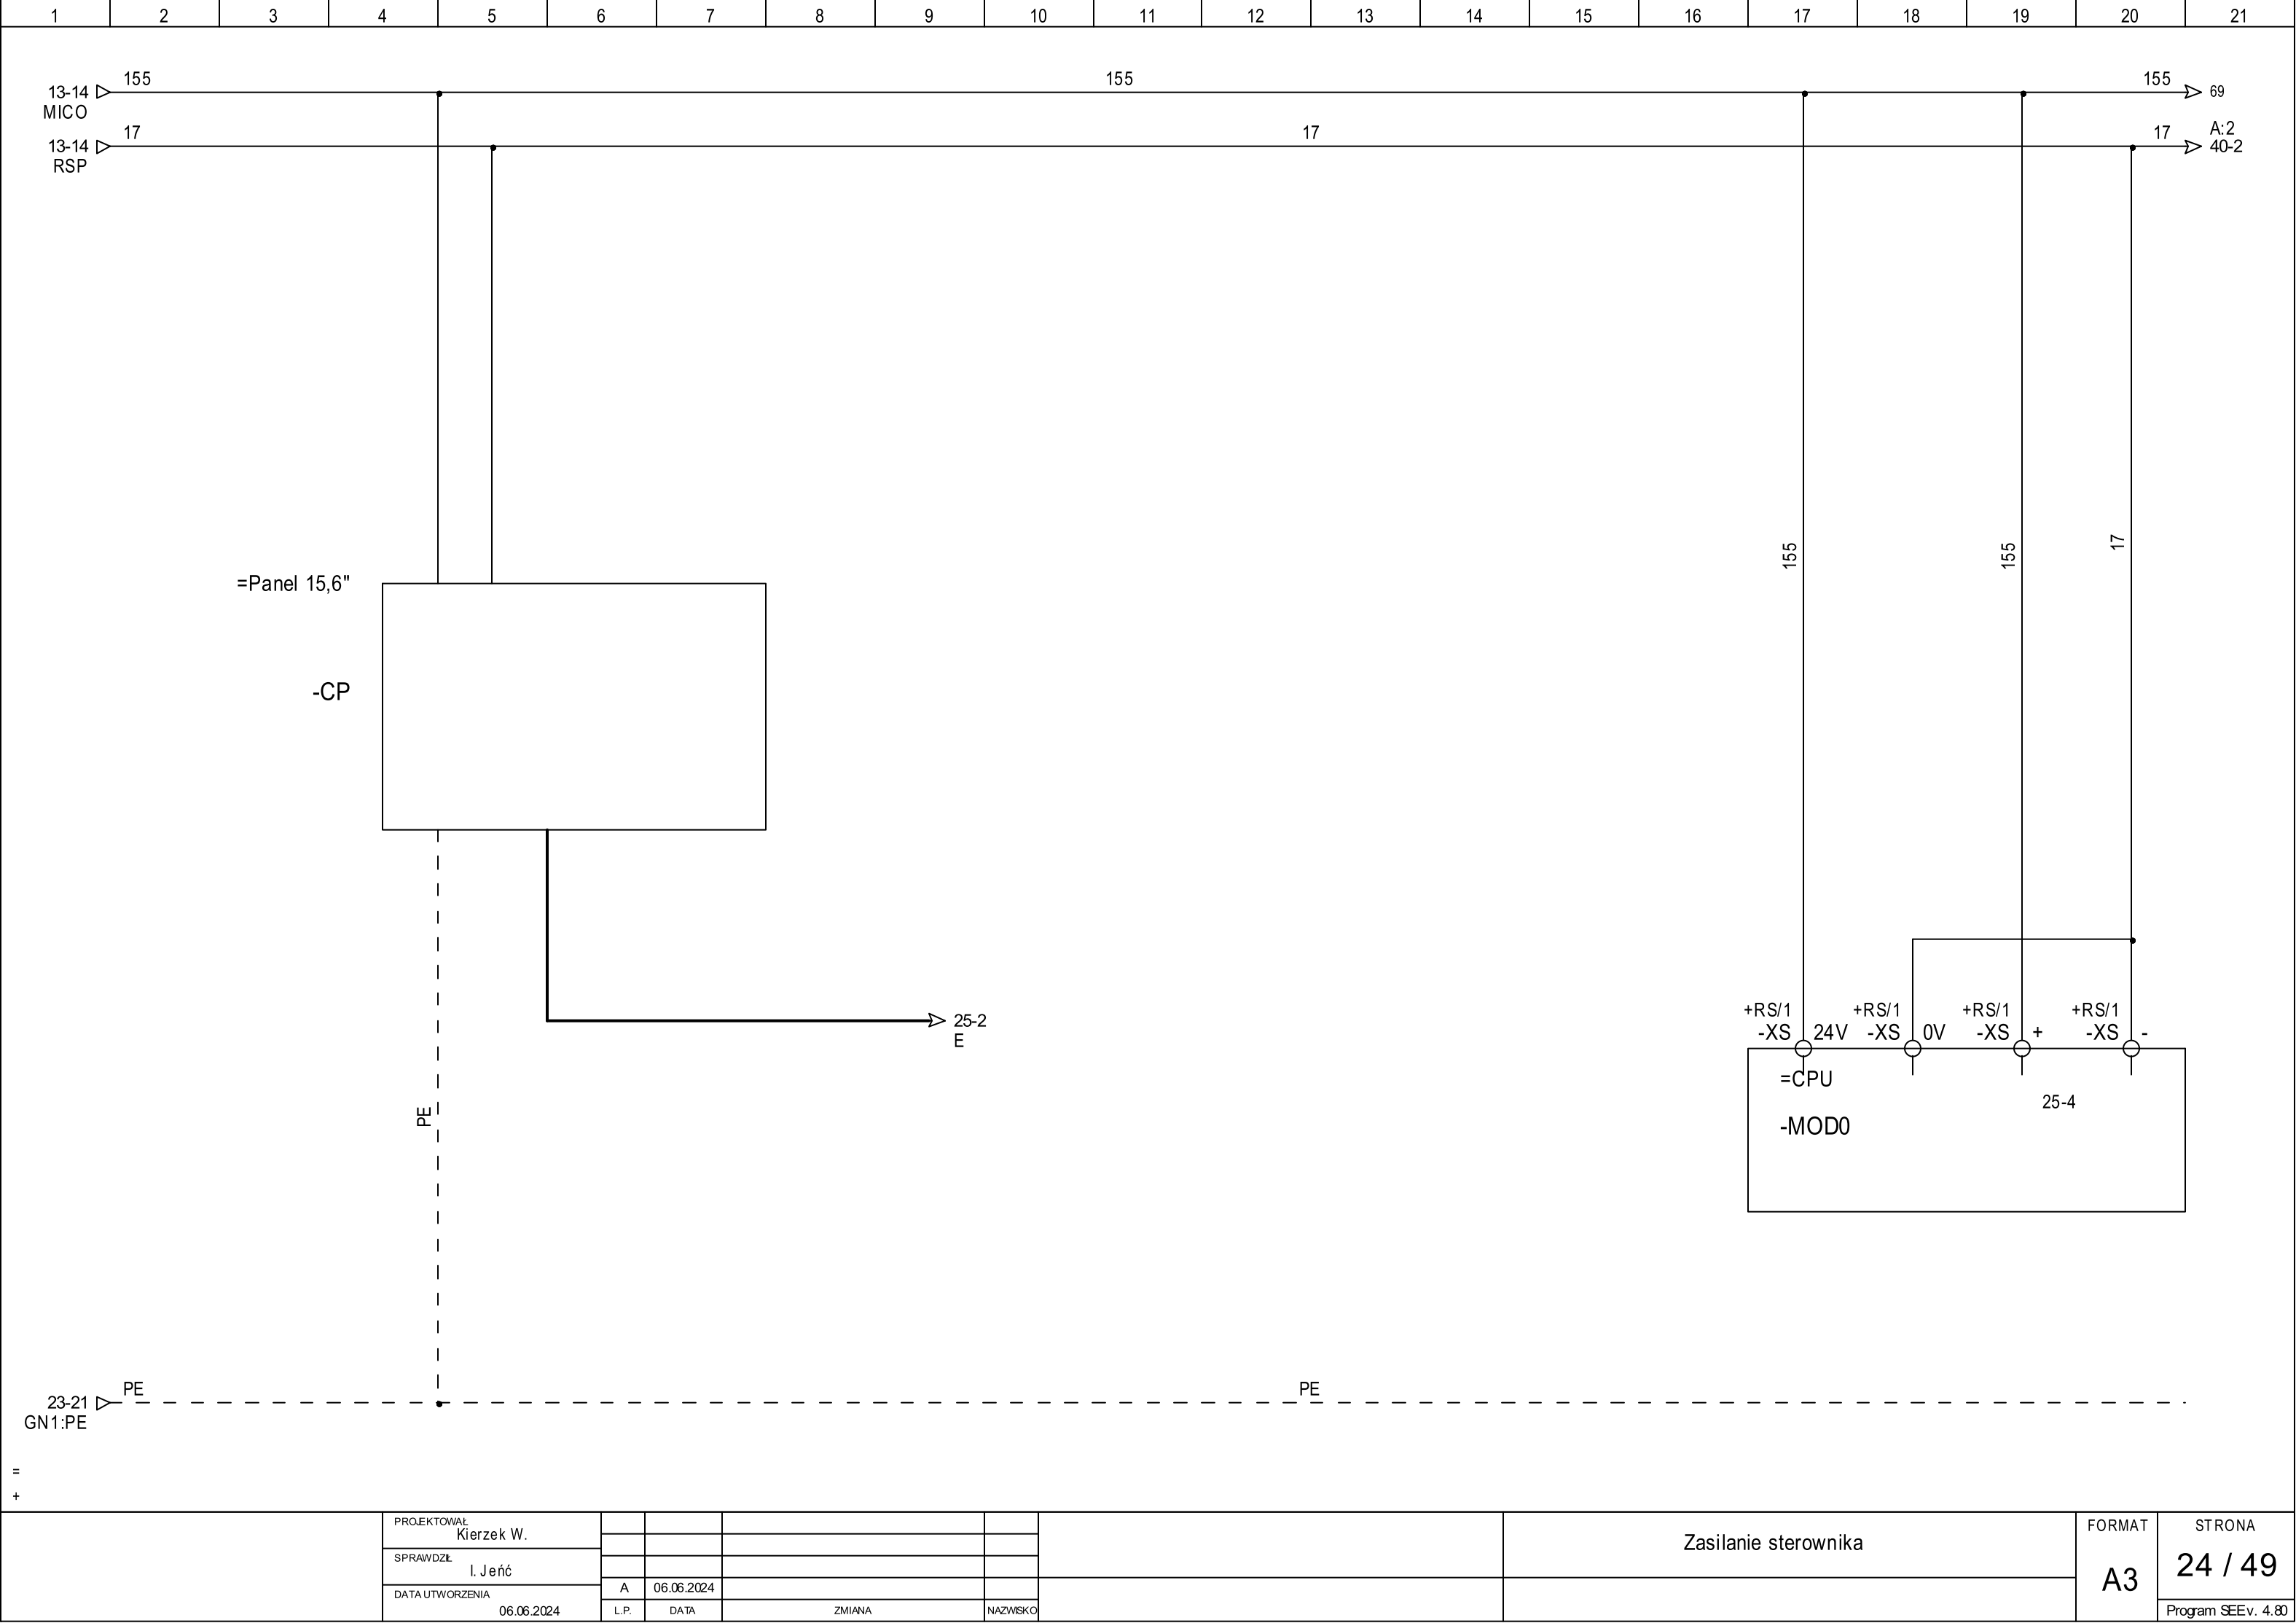 1 2 3 4 5 6 7 8 9 10 11 12 13 14 15 16 17 18 19 20 21
155 155 155
13-14 69
MICO
17 17 17 A:2
13-14 40-2
RSP
155 155 17
=Panel 15,6"
-CP
25-2
E
+RS/1 +RS/1 +RS/1 +RS/1
-XS 24V -XS 0V -XS + -XS -
=CPU
25-4
-MOD0
PE
PE PE
23-21
GN1:PE
=
+
PROJEKTOWAŁ
Kierzek W.
SPRAWDZIŁ
I. Jeńć
DATA UTWORZENIA
06.06.2024
A 06.06.2024
L.P. DATA ZMIANA NAZWISKO
Zasilanie sterownika
FORMAT
A3
STRONA
24 / 49
Program SEE v. 4.80